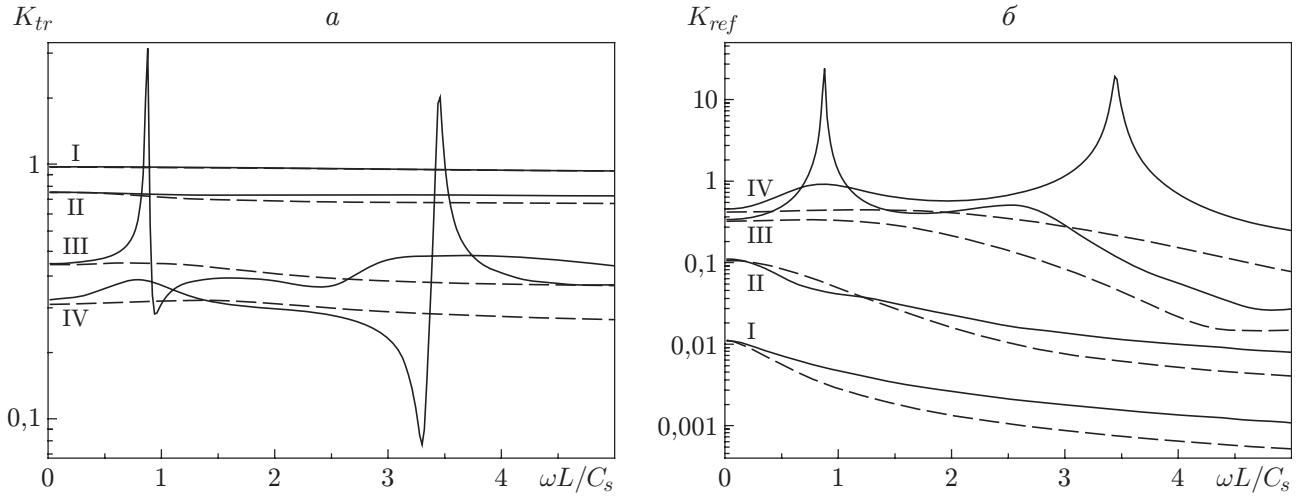 K_tr а
1
0,1
I
II
III
IV
0 1 2 3 4 ωL/C_s
K_ref б
10
1
0,1
0,01
0,001
IV
III
II
I
0 1 2 3 4 ωL/C_s